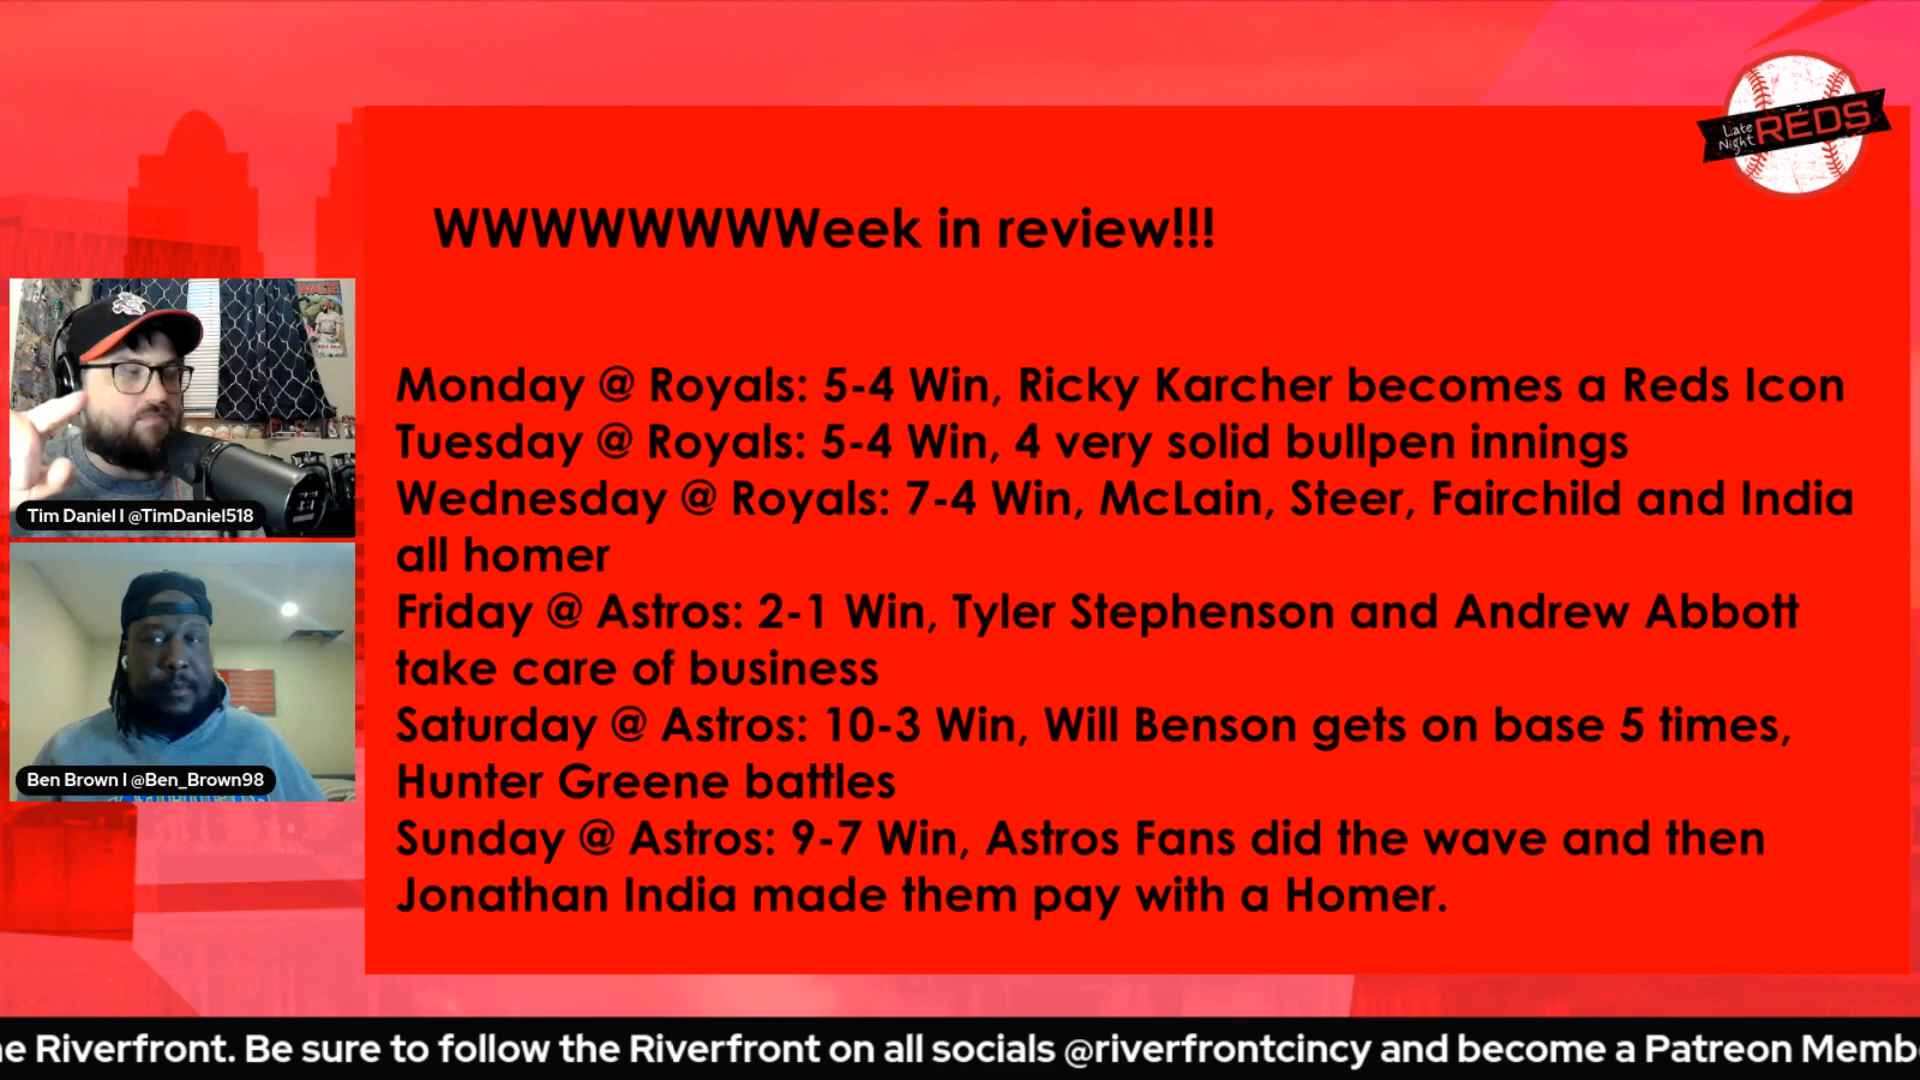 Late
Night
REDS
WWWWWWWWeek in review!!!
WADE
Monday @ Royals: 5-4 Win, Ricky Karcher becomes a Reds Icon
Tuesday @ Royals: 5-4 Win, 4 very solid bullpen innings
Wednesday @ Royals: 7-4 Win, McLain, Steer, Fairchild and India
all homer
Friday @ Astros: 2-1 Win, Tyler Stephenson and Andrew Abbott
take care of business
Saturday @ Astros: 10-3 Win, Will Benson gets on base 5 times,
Hunter Greene battles
Sunday @ Astros: 9-7 Win, Astros Fans did the wave and then
Jonathan India made them pay with a Homer.
Tim Daniel | @TimDaniel518
Ben Brown | @Ben_Brown98
e Riverfront. Be sure to follow the Riverfront on all socials @riverfrontcincy and become a Patreon Memb